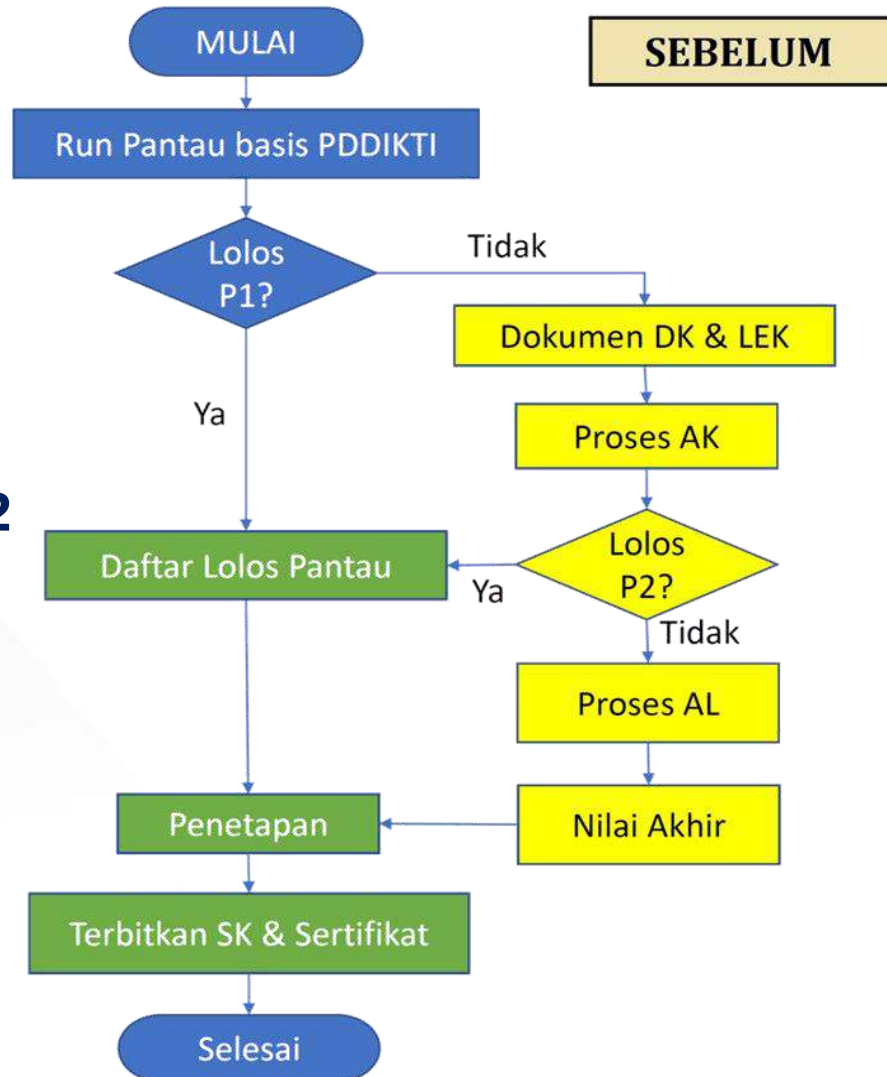 MULAI
SEBELUM
Run Pantau basis PDDIKTI
Lolos
P1?
Tidak
Dokumen DK & LEK
Ya
Proses AK
2
Daftar Lolos Pantau
Lolos
P2?
Ya
Tidak
Proses AL
Penetapan
Nilai Akhir
Terbitkan SK & Sertifikat
Selesai